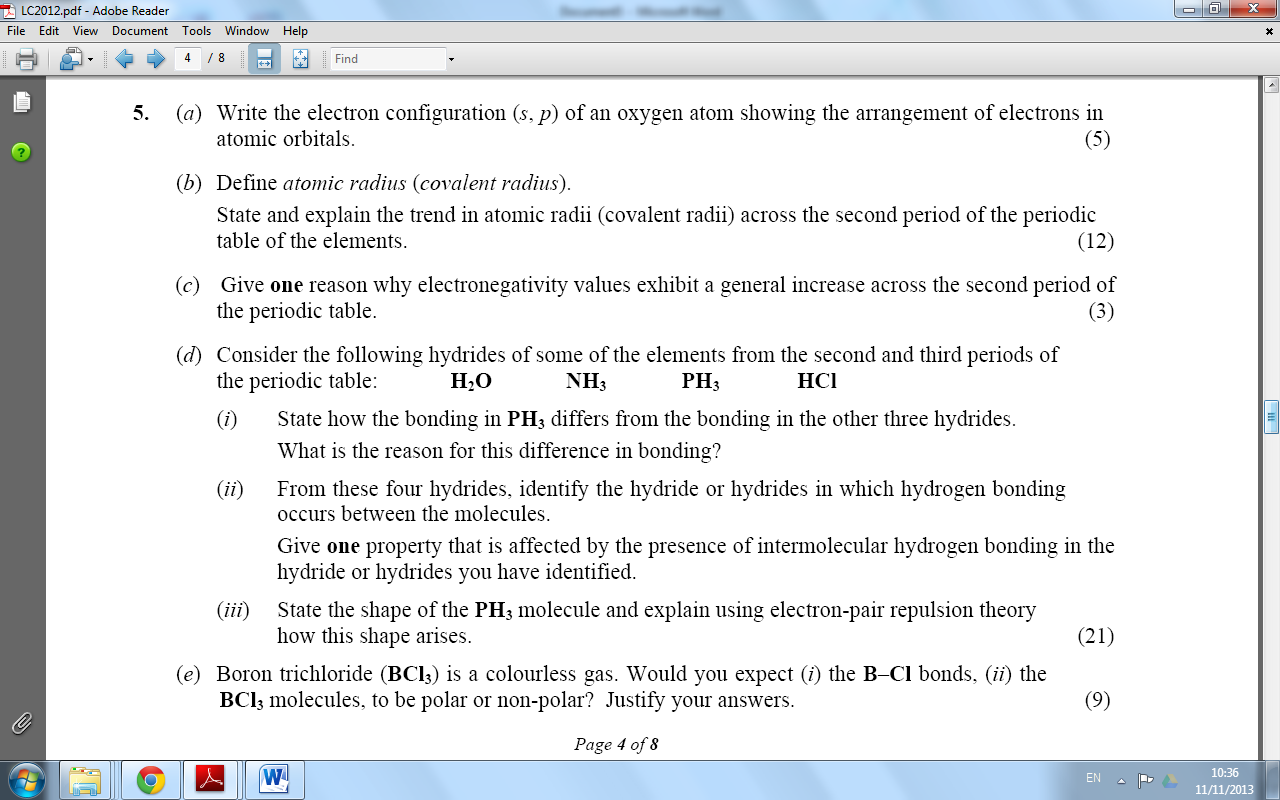 LC2012.pdf - Adobe Reader
Document5 - Microsoft Word
File Edit View Document Tools Window Help
4 / 8 Find
5. (a) Write the electron configuration (s, p) of an oxygen atom showing the arrangement of electrons in
atomic orbitals. (5)
(b) Define atomic radius (covalent radius).
State and explain the trend in atomic radii (covalent radii) across the second period of the periodic
table of the elements. (12)
(c) Give one reason why electronegativity values exhibit a general increase across the second period of
the periodic table. (3)
(d) Consider the following hydrides of some of the elements from the second and third periods of
the periodic table: H₂O NH₃ PH₃ HCl
(i) State how the bonding in PH₃ differs from the bonding in the other three hydrides.
What is the reason for this difference in bonding?
(ii) From these four hydrides, identify the hydride or hydrides in which hydrogen bonding
occurs between the molecules.
Give one property that is affected by the presence of intermolecular hydrogen bonding in the
hydride or hydrides you have identified.
(iii) State the shape of the PH₃ molecule and explain using electron-pair repulsion theory
how this shape arises. (21)
(e) Boron trichloride (BCl₃) is a colourless gas. Would you expect (i) the B–Cl bonds, (ii) the
BCl₃ molecules, to be polar or non-polar? Justify your answers. (9)
Page 4 of 8
EN
10:36
11/11/2013